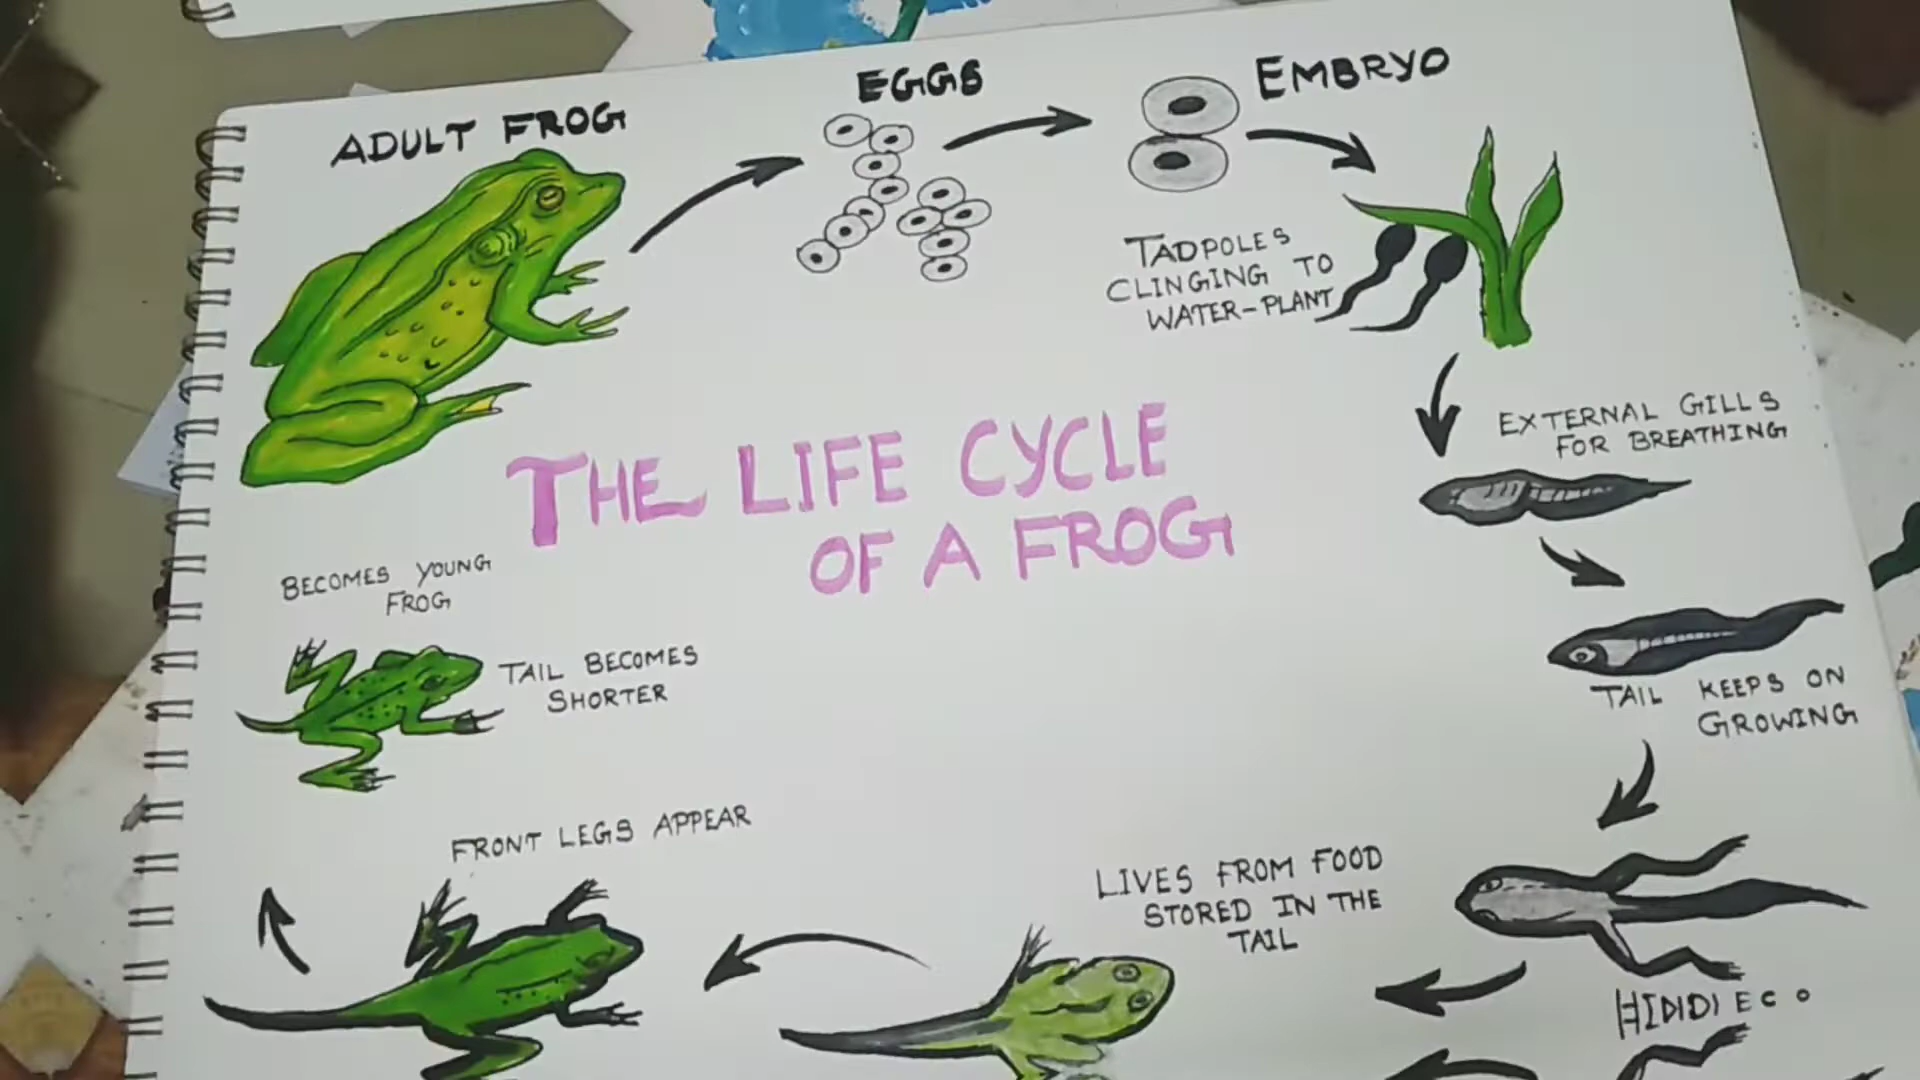 ADULT FROG
EGGS
EMBRYO
TADPOLES
CLINGING TO
WATER-PLANT
EXTERNAL GILLS
FOR BREATHING
THE LIFE CYCLE
OF A FROG
TAIL KEEPS ON
GROWING
LIVES FROM FOOD
STORED IN THE
TAIL
FRONT LEGS APPEAR
BECOMES YOUNG
FROG
TAIL BECOMES
SHORTER